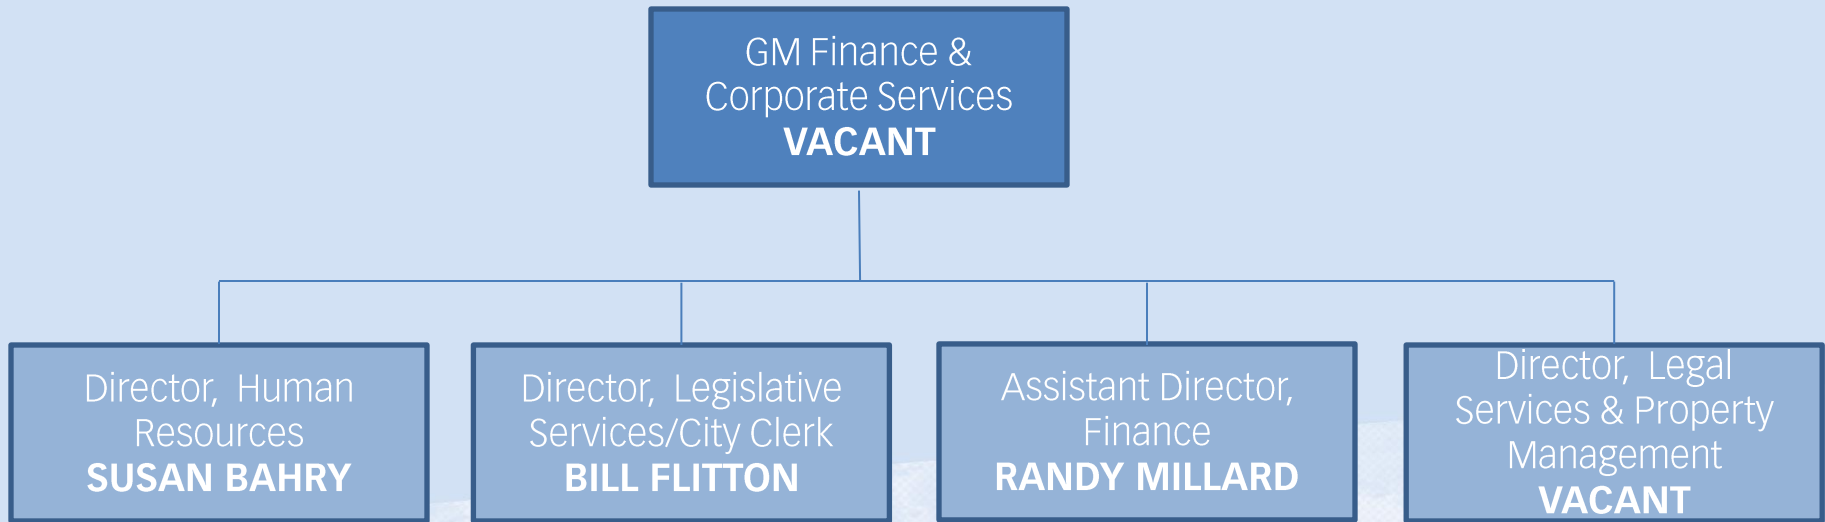 GM Finance &
Corporate Services
VACANT
Director, Human
Resources
SUSAN BAHRY
Director, Legislative
Services/City Clerk
BILL FLITTON
Assistant Director,
Finance
RANDY MILLARD
Director, Legal
Services & Property
Management
VACANT